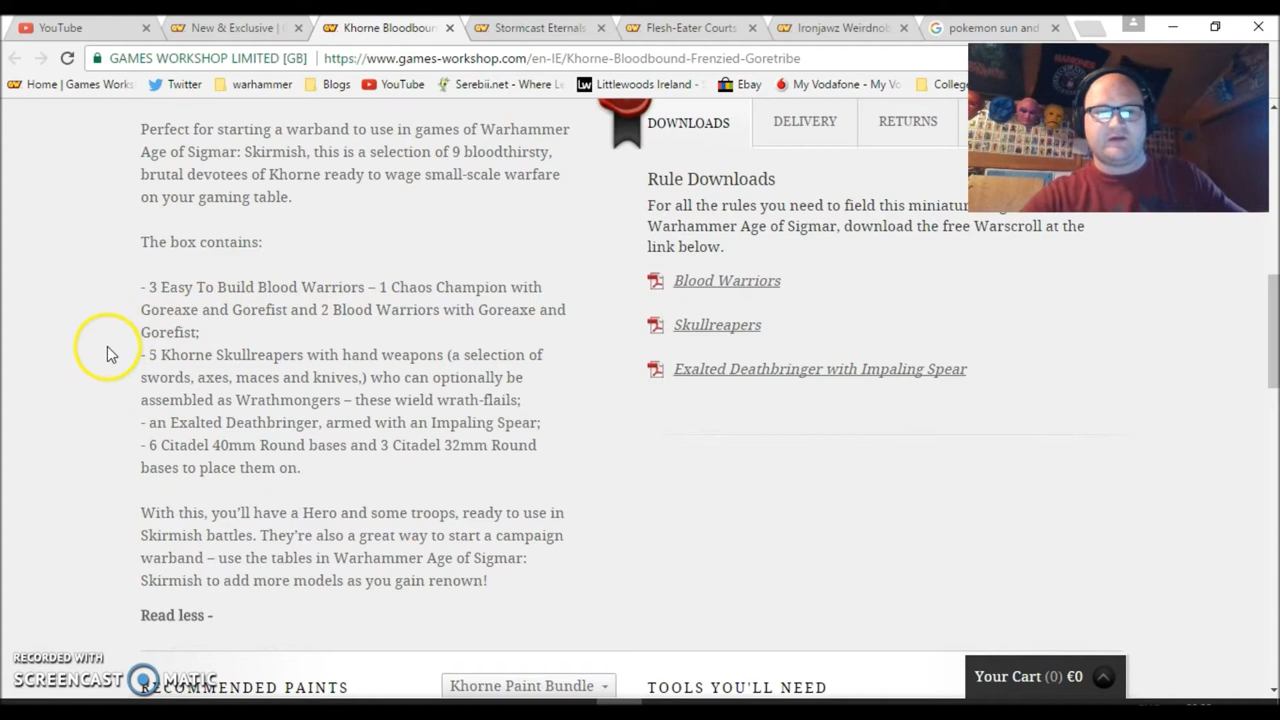 YouTube
New & Exclusive |
Khorne Bloodboun
Stormcast Eternals
Flesh-Eater Courts
Ironjawz Weirdnob
pokemon sun and
GAMES WORKSHOP LIMITED [GB]
https://www.games-workshop.com/en-IE/Khorne-Bloodbound-Frenzied-Goretribe
Home | Games Works
Twitter
warhammer
Blogs
YouTube
Serebii.net - Where Le
Littlewoods Ireland -
Ebay
My Vodafone - My Vo
College
Perfect for starting a warband to use in games of Warhammer
Age of Sigmar: Skirmish, this is a selection of 9 bloodthirsty,
brutal devotees of Khorne ready to wage small-scale warfare
on your gaming table.
The box contains:
- 3 Easy To Build Blood Warriors – 1 Chaos Champion with
Goreaxe and Gorefist and 2 Blood Warriors with Goreaxe and
Gorefist;
- 5 Khorne Skullreapers with hand weapons (a selection of
swords, axes, maces and knives,) who can optionally be
assembled as Wrathmongers – these wield wrath-flails;
- an Exalted Deathbringer, armed with an Impaling Spear;
- 6 Citadel 40mm Round bases and 3 Citadel 32mm Round
bases to place them on.
With this, you'll have a Hero and some troops, ready to use in
Skirmish battles. They're also a great way to start a campaign
warband – use the tables in Warhammer Age of Sigmar:
Skirmish to add more models as you gain renown!
Read less -
DOWNLOADS
DELIVERY
RETURNS
Rule Downloads
For all the rules you need to field this miniatur
Warhammer Age of Sigmar, download the free Warscroll at the
link below.
Blood Warriors
Skullreapers
Exalted Deathbringer with Impaling Spear
RECOMMENDED PAINTS
Khorne Paint Bundle
TOOLS YOU'LL NEED
Your Cart (0) €0
RECORDED WITH
SCREENCAST MATIC